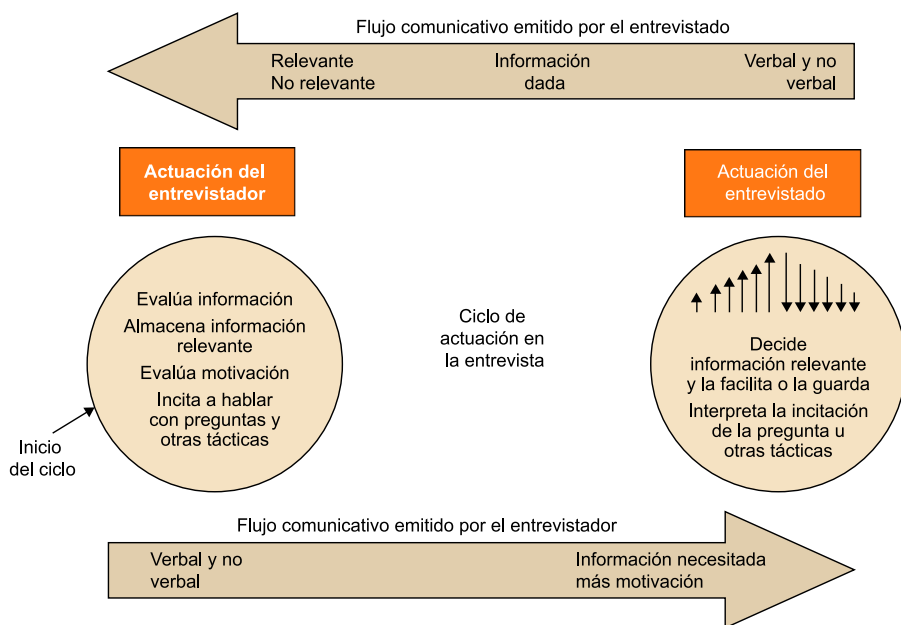 Flujo comunicativo emitido por el entrevistado
Relevante
No relevante
Información
dada
Verbal y no
verbal
Actuación del
entrevistador
Actuación del
entrevistado
Evalúa información
Almacena información
relevante
Evalúa motivación
Incita a hablar
con preguntas y
otras tácticas
Inicio
del ciclo
Ciclo de
actuación en
la entrevista
Decide
información relevante
y la facilita o la guarda
Interpreta la incitación
de la pregunta u
otras tácticas
Flujo comunicativo emitido por el entrevistador
Verbal y no
verbal
Información necesitada
más motivación